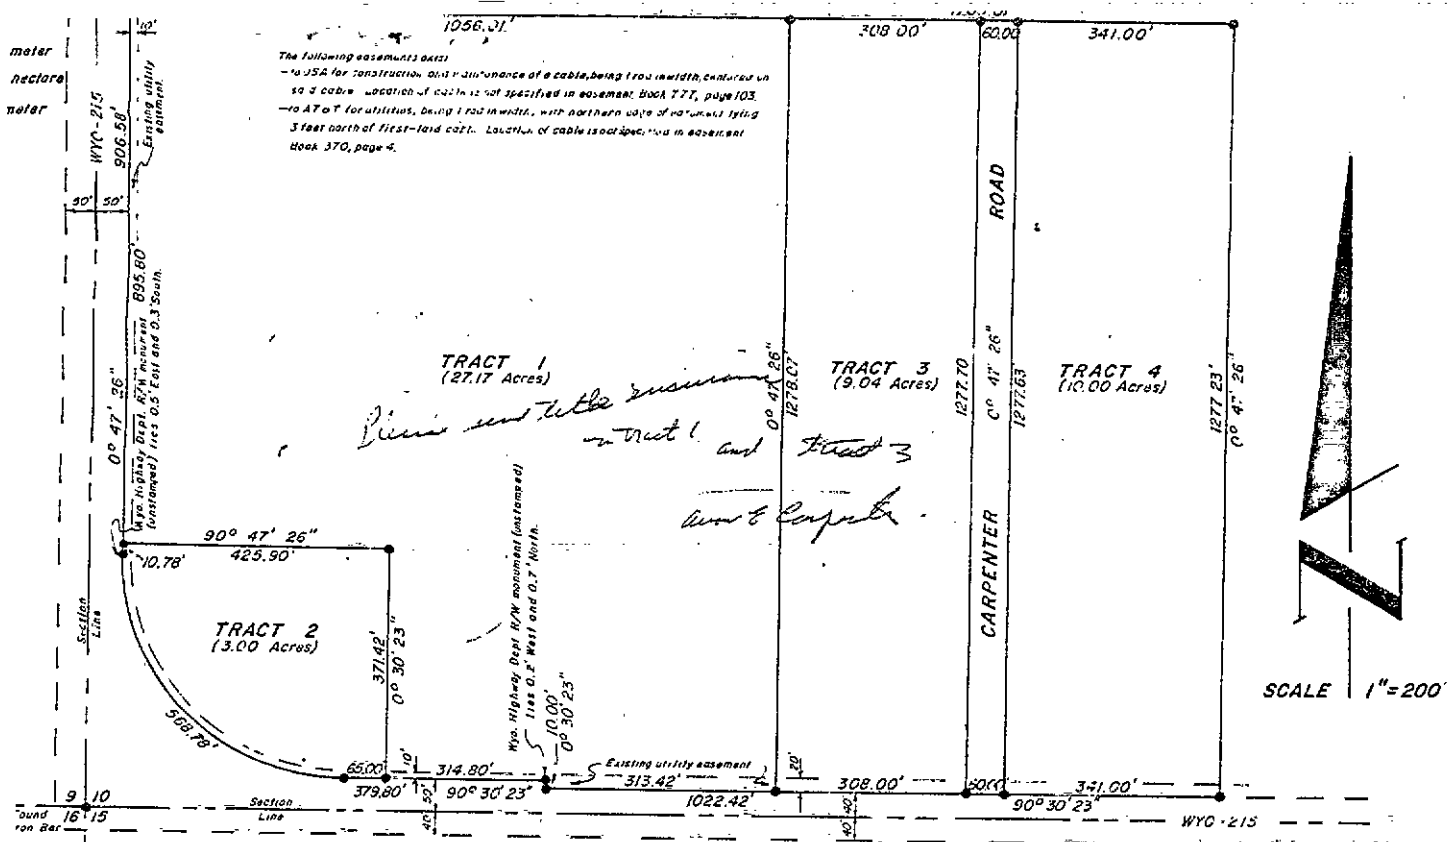 1056.31'
308.00'
60.00
341.00'
10'
meter
hectare
meter
WYO-215
906.58'
Existing utility
easement.
The following easements exist
—to USA for construction and maintenance of a cable, being 1 rod in width, centered on
said cable. Location of cable is not specified in easement. Book 777, page 103.
—to AT&T for utilities, being 1 rod in width, with northern edge of easement lying
3 feet north of first-laid cable. Location of cable is not specified in easement
Book 370, page 4.
50' 50'
895.80'
0° 47' 26"
Wyo. Highway Dept. R/W monument
(unstamped) lies 0.5 East and 0.3 South.
TRACT 1
(27.17 Acres)
0° 47' 26"
1278.07'
TRACT 3
(9.04 Acres)
1277.70
CARPENTER ROAD
0° 47' 26"
1277.63'
TRACT 4
(10.00 Acres)
1277.23'
0° 47' 26"
Please send title insurance
on Tract 1 and tract 3
90° 47' 26"
425.90'
10.78'
Section
Line
TRACT 2
(3.00 Acres)
371.42'
0° 30' 23"
568.78'
Wyo. Highway Dept R/W monument (unstamped)
lies 0.2' West and 0.7' North.
10.00'
0° 30' 23"
SCALE 1"=200'
65.00
10'
314.80'
Existing utility easement
313.42'
20'
308.00'
60.00
341.00'
379.80'
50'
40'
90° 30' 23"
1022.42'
40' 40'
90° 30' 23"
9 10
16 15
Section
Line
WYO-215
ound
ron Bar